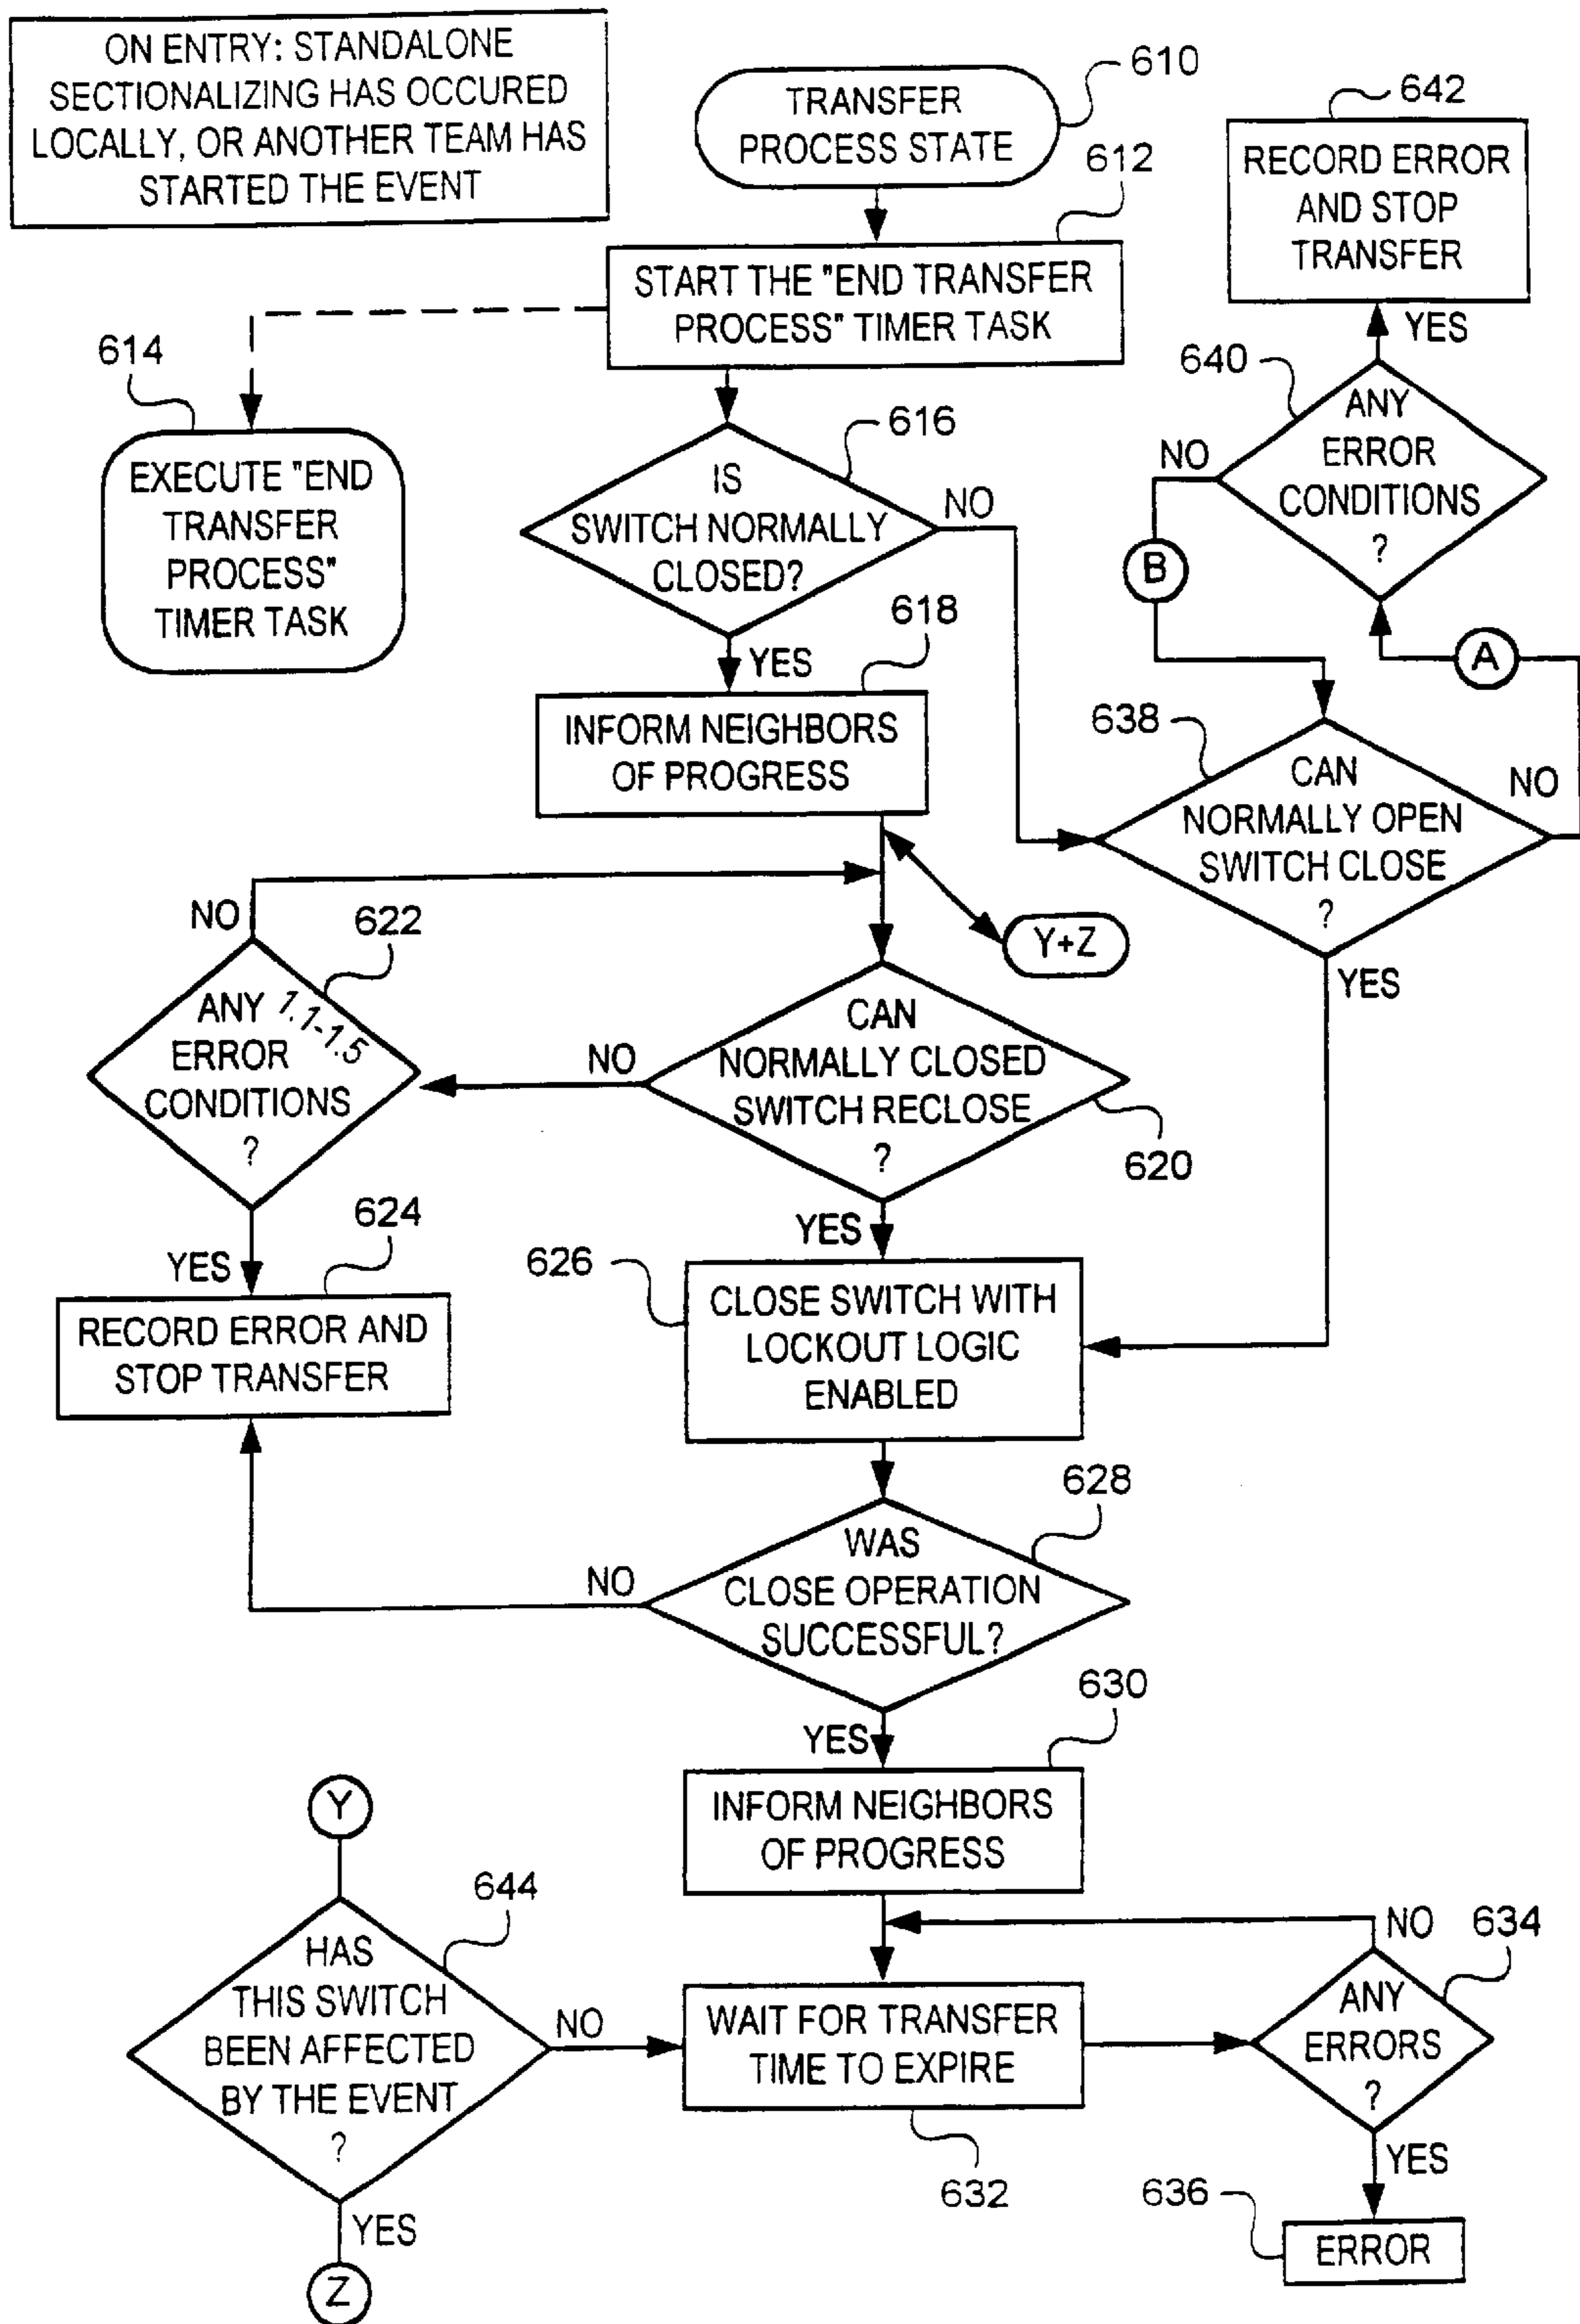 ON ENTRY: STANDALONE
SECTIONALIZING HAS OCCURED
LOCALLY, OR ANOTHER TEAM HAS
STARTED THE EVENT
TRANSFER
PROCESS STATE
610
612
START THE "END TRANSFER
PROCESS" TIMER TASK
614
EXECUTE "END
TRANSFER
PROCESS"
TIMER TASK
616
IS
SWITCH NORMALLY
CLOSED?
NO
YES
618
INFORM NEIGHBORS
OF PROGRESS
642
RECORD ERROR
AND STOP
TRANSFER
YES
640
ANY
ERROR
CONDITIONS
?
NO
B
A
638
CAN
NORMALLY OPEN
SWITCH CLOSE
?
NO
YES
Y+Z
NO
622
ANY 1.1-1.5
ERROR
CONDITIONS
?
YES
NO
CAN
NORMALLY CLOSED
SWITCH RECLOSE
?
620
YES
624
RECORD ERROR AND
STOP TRANSFER
626
CLOSE SWITCH WITH
LOCKOUT LOGIC
ENABLED
628
WAS
CLOSE OPERATION
SUCCESSFUL?
NO
YES
630
INFORM NEIGHBORS
OF PROGRESS
Y
644
HAS
THIS SWITCH
BEEN AFFECTED
BY THE EVENT
?
NO
YES
Z
WAIT FOR TRANSFER
TIME TO EXPIRE
632
NO
634
ANY
ERRORS
?
YES
636
ERROR